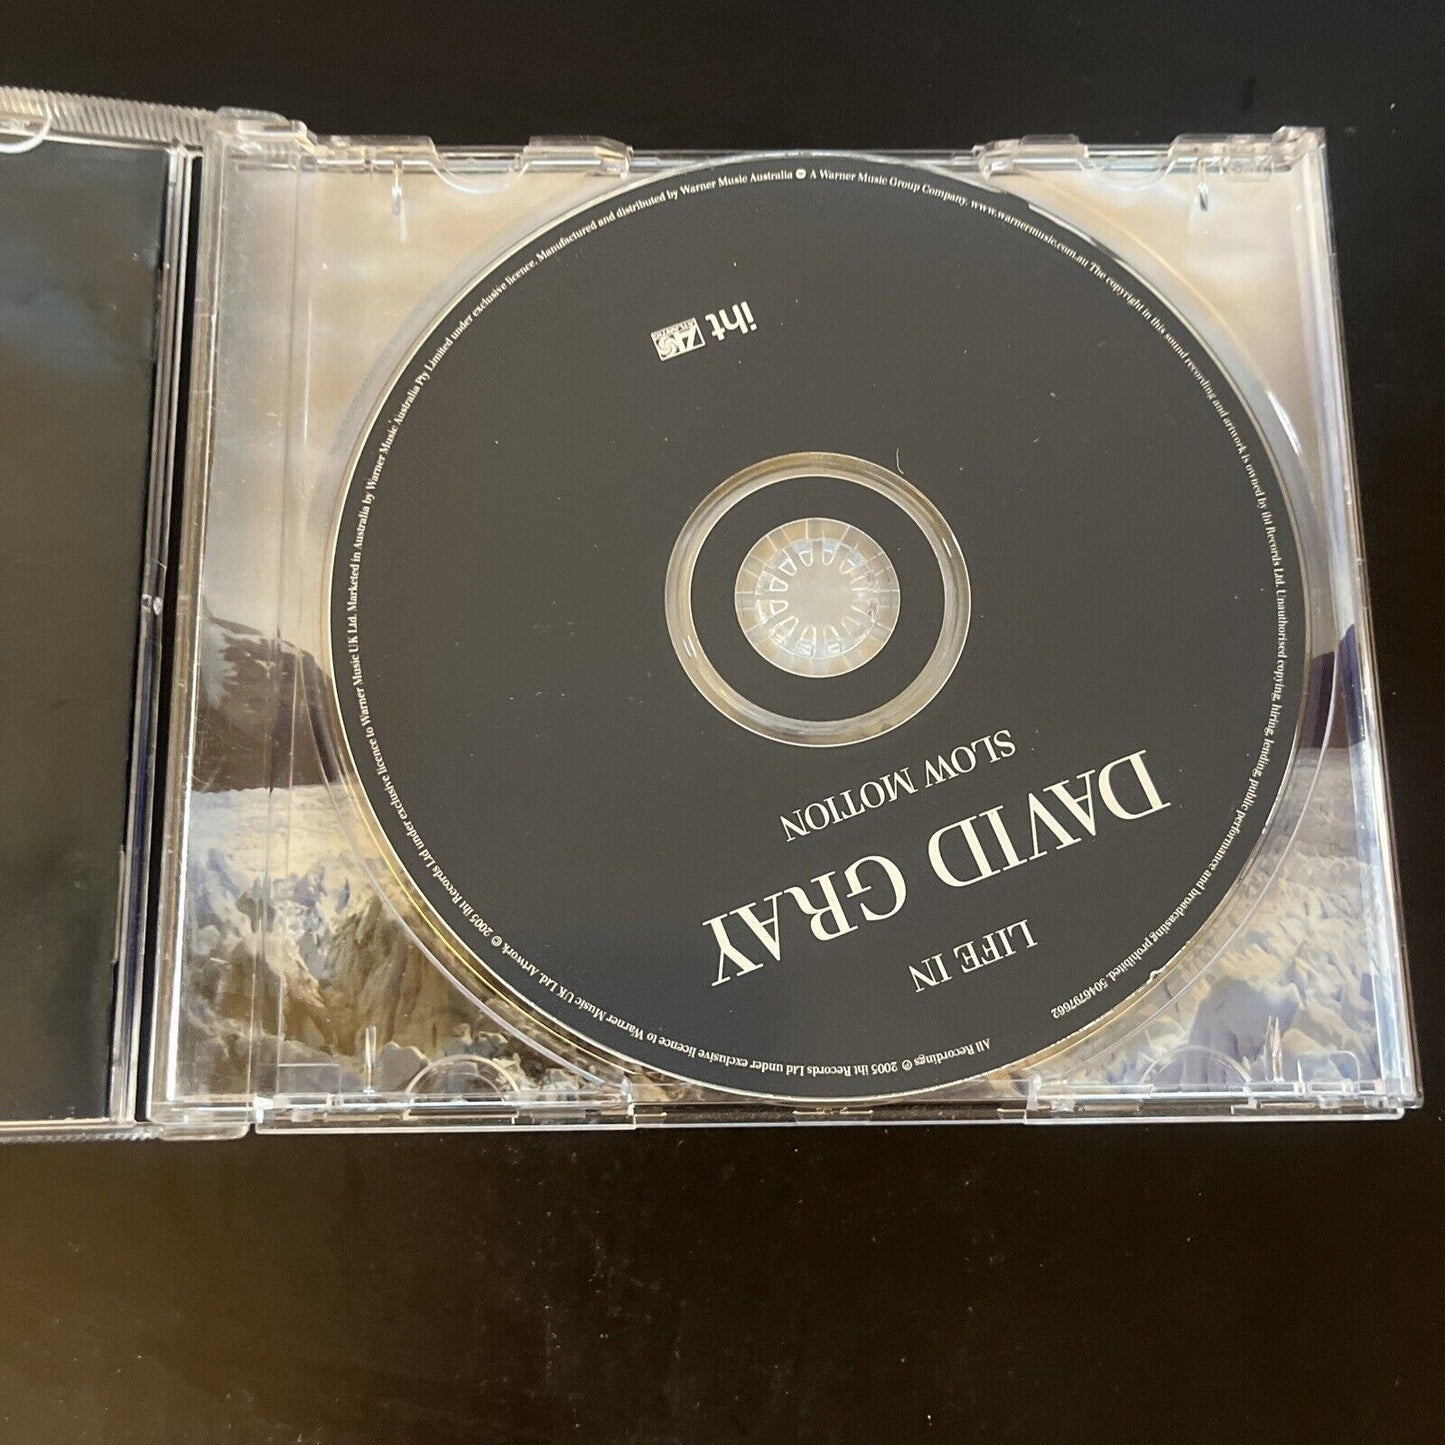 LIFE IN
DAVID GRAY
SLOW MOTION
iht
All Recordings ℗ 2005 iht Records Ltd under exclusive licence to Warner Music UK Ltd. Artwork © 2005 iht Records Ltd under exclusive licence to Warner Music UK Ltd. Marketed in Australia by Warner Music Australia Pty Limited under exclusive licence. Manufactured and distributed by Warner Music Australia A Warner Music Group Company. www.warnermusic.com.au The copyright in this sound recording and artwork is owned by iht Records Ltd. Unauthorised copying, hiring, lending, public performance and broadcasting prohibited. 5046797662